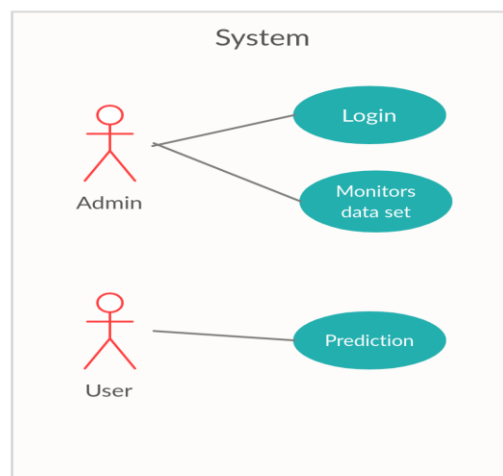 System
Login
Admin
Monitors
data set
Prediction
User